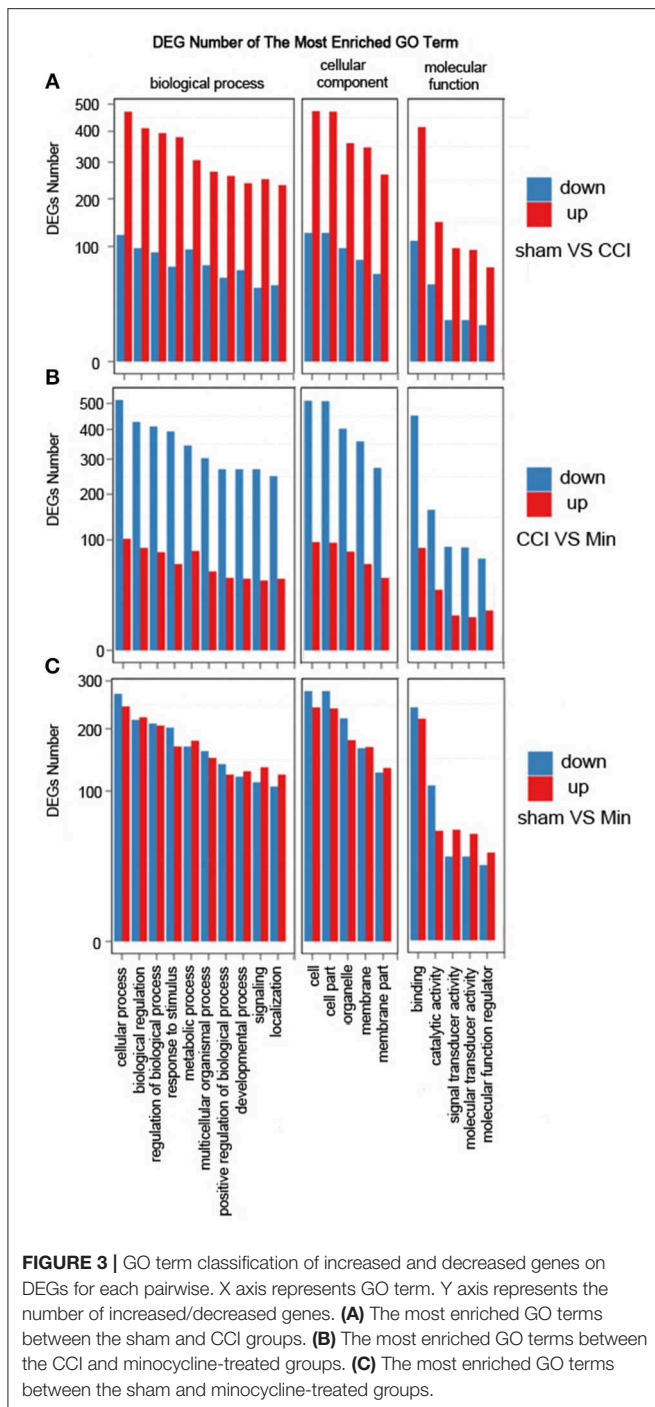 DEG Number of The Most Enriched GO Term
A
biological process
cellular component
molecular function
DEGs Number
500
400
300
200
100
0
down
up
sham VS CCI
B
DEGs Number
500
400
300
200
100
0
down
up
CCI VS Min
C
DEGs Number
300
200
100
0
down
up
sham VS Min
cellular process
biological regulation
regulation of biological process
response to stimulus
metabolic process
multicellular organismal process
positive regulation of biological process
developmental process
signaling
localization
cell
cell part
organelle
membrane
membrane part
binding
catalytic activity
signal transducer activity
molecular transducer activity
molecular function regulator
FIGURE 3 | GO term classification of increased and decreased genes on
DEGs for each pairwise. X axis represents GO term. Y axis represents the
number of increased/decreased genes. (A) The most enriched GO terms
between the sham and CCI groups. (B) The most enriched GO terms between
the CCI and minocycline-treated groups. (C) The most enriched GO terms
between the sham and minocycline-treated groups.